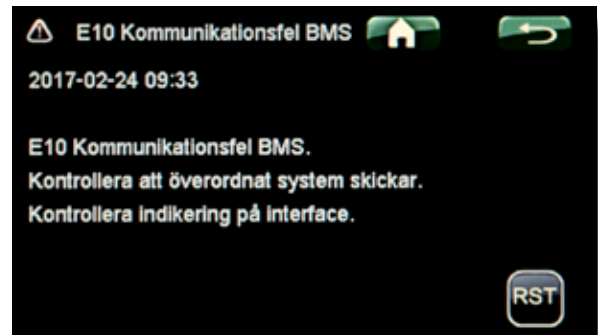 E10 Kommunikationsfel BMS
2017-02-24 09:33
E10 Kommunikationsfel BMS.
Kontrollera att överordnat system skickar.
Kontrollera indikering på interface.
RST